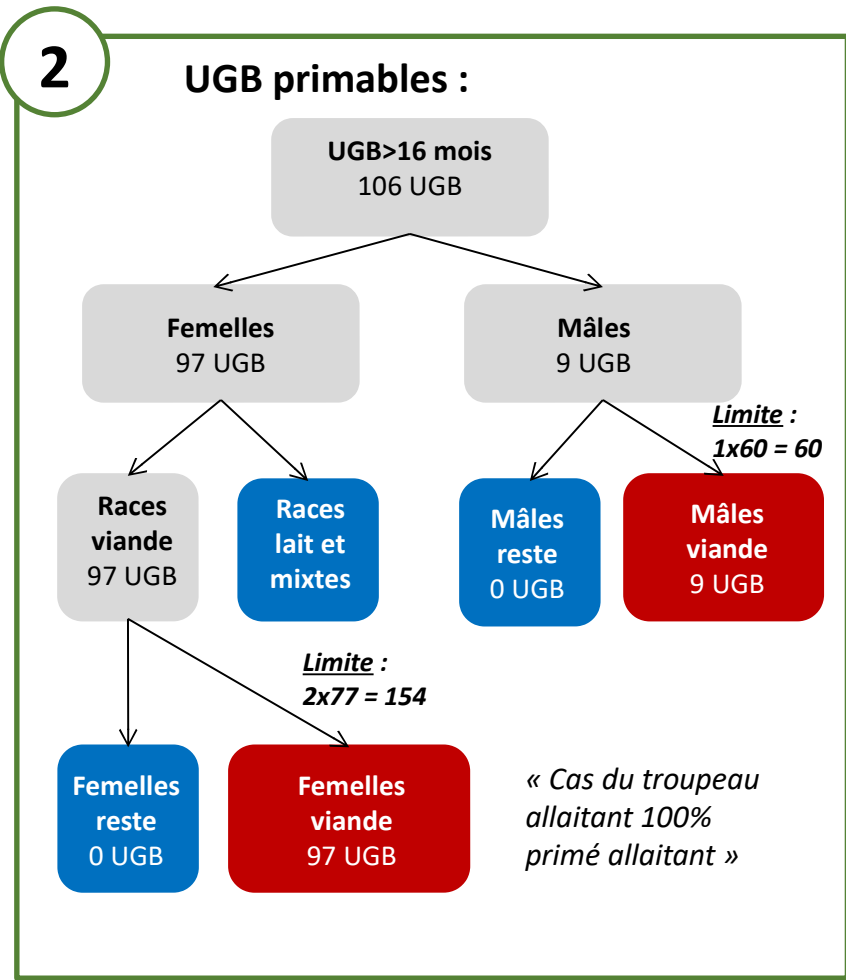 2
UGB primables :
UGB>16 mois
106 UGB
Femelles
97 UGB
Mâles
9 UGB
Limite :
1x60 = 60
Races
viande
97 UGB
Races
lait et
mixtes
Mâles
reste
0 UGB
Mâles
viande
9 UGB
Limite :
2x77 = 154
Femelles
reste
0 UGB
Femelles
viande
97 UGB
« Cas du troupeau
allaitant 100%
primé allaitant »